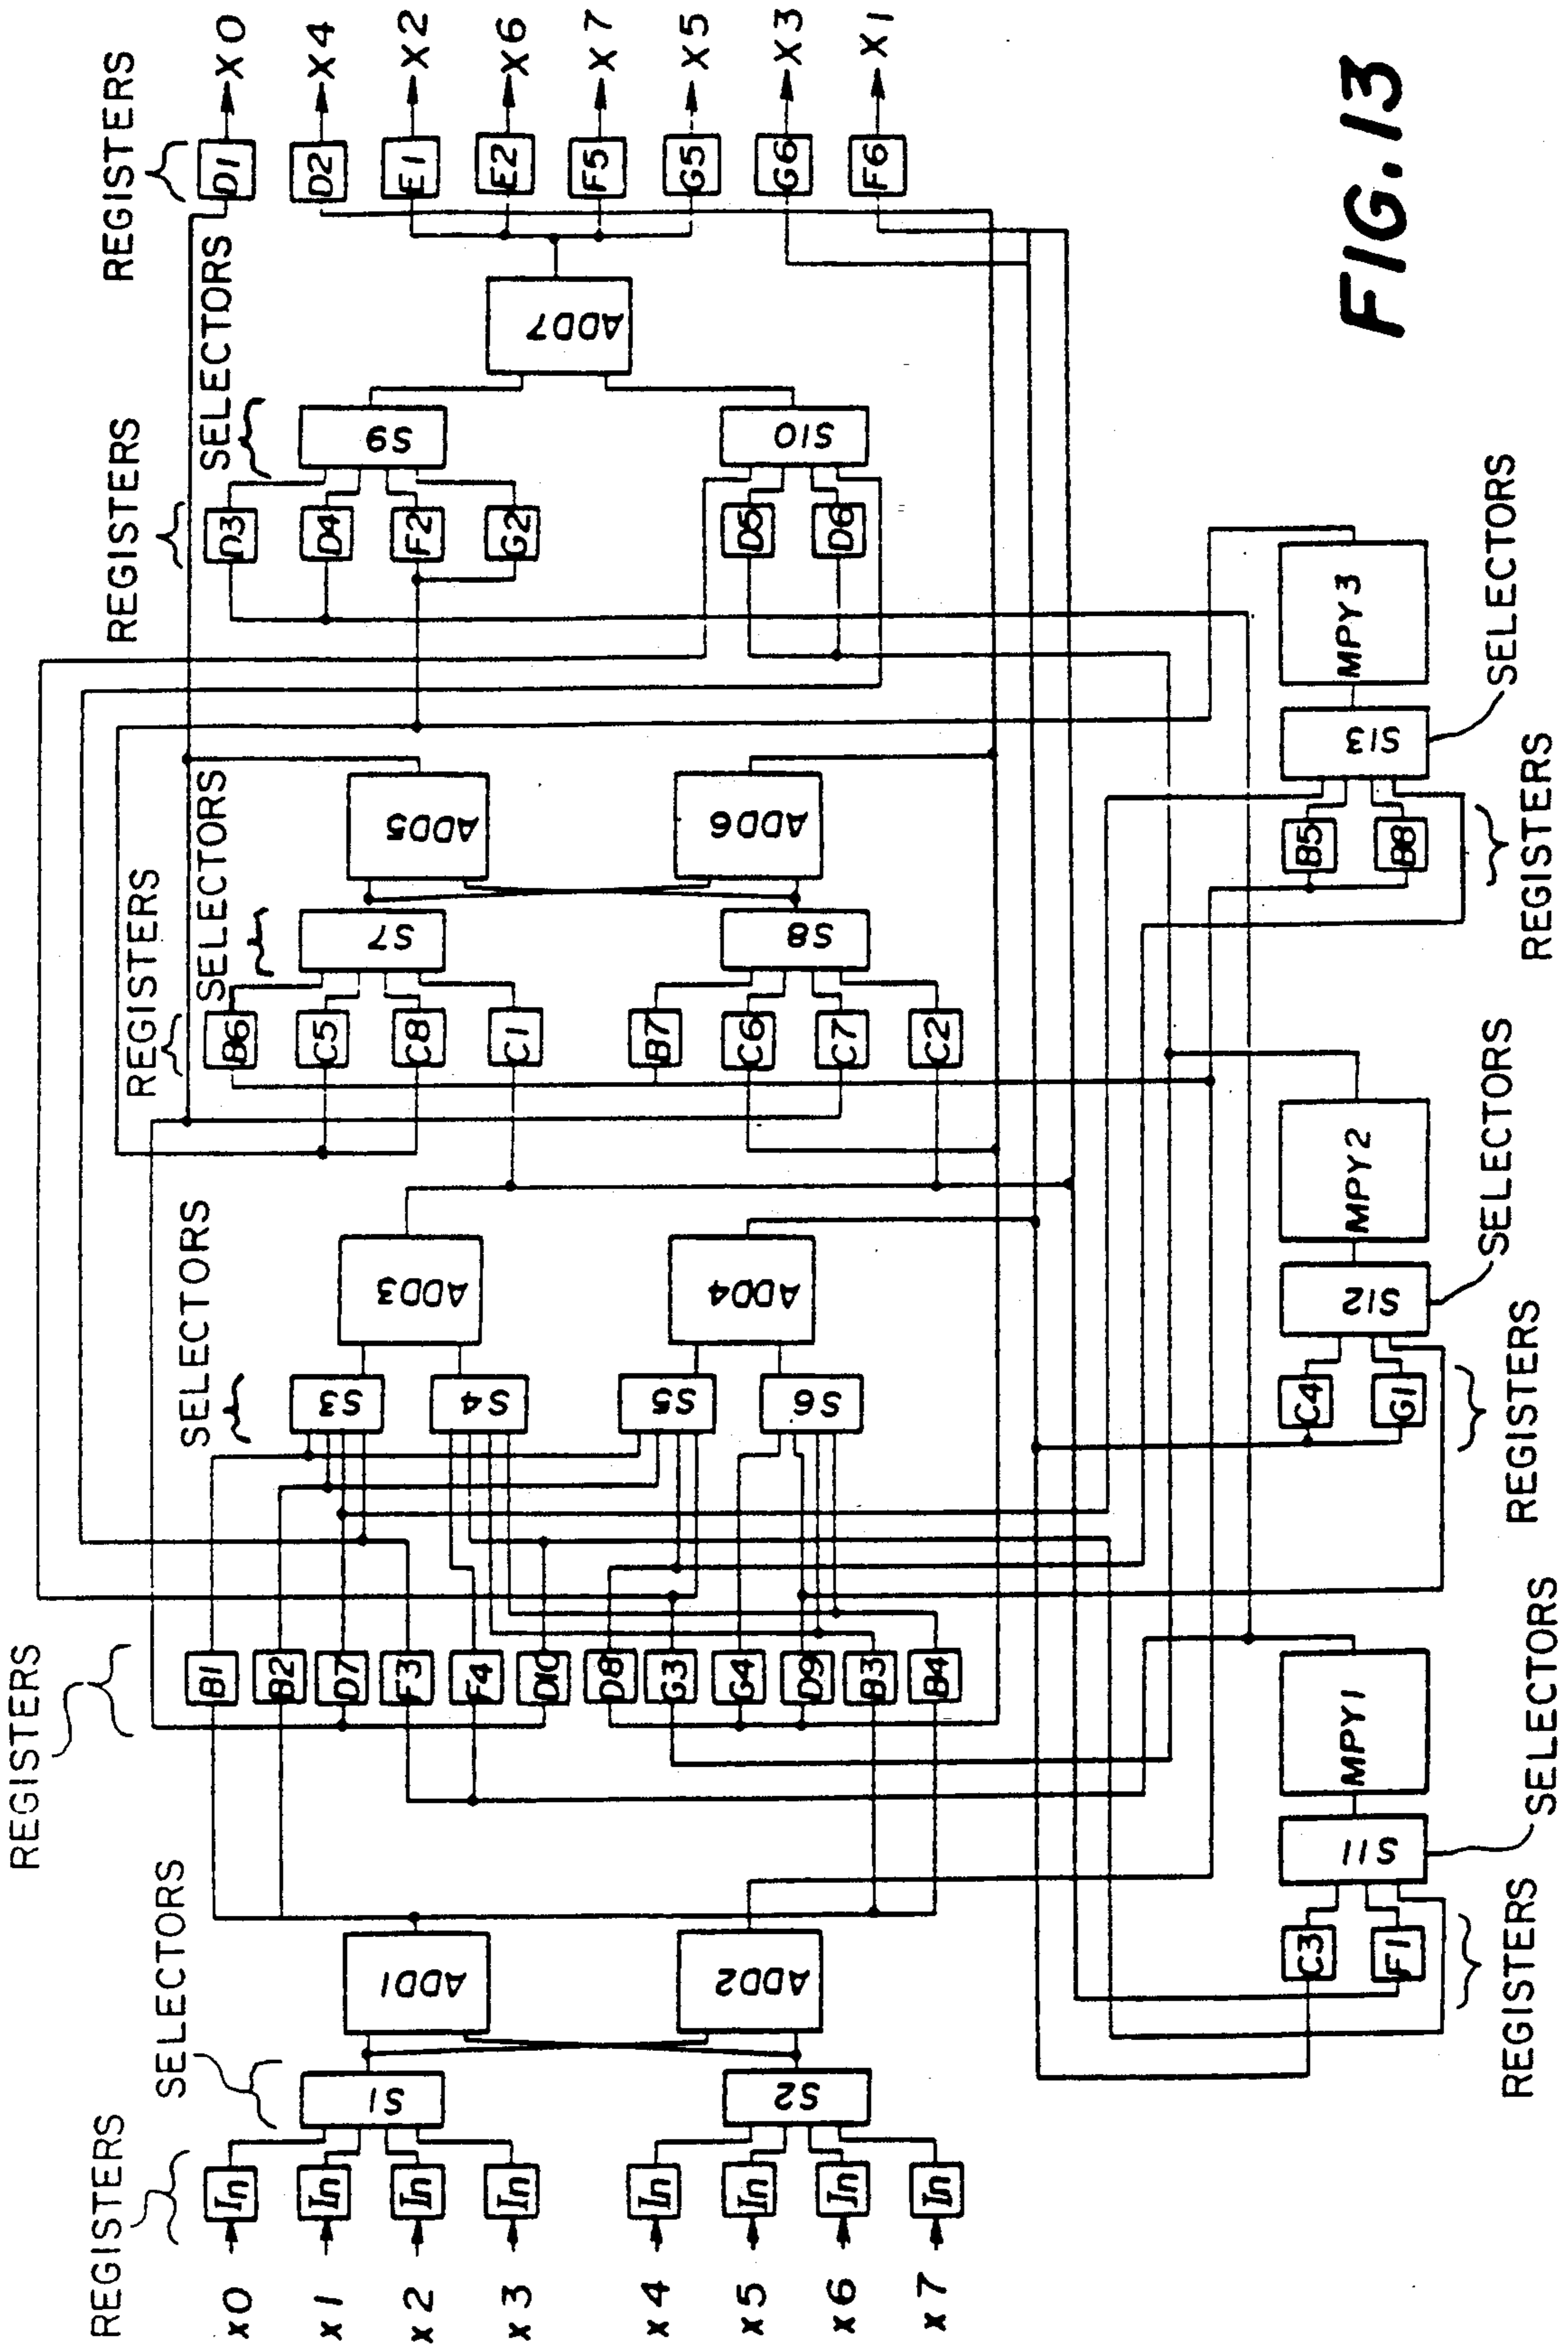 REGISTERS
x0
x1
x2
x3
x4
x5
x6
x7
In
In
In
In
In
In
In
In
SELECTORS
S1
S2
ADD1
ADD2
REGISTERS
B1
B2
D7
F3
F4
D10
D8
G3
G4
D9
B3
B4
SELECTORS
S3
S4
S5
S6
ADD3
ADD4
REGISTERS
B6
C5
C8
C1
B7
C6
C7
C2
SELECTORS
S7
S8
ADD5
ADD6
REGISTERS
D3
D4
F2
G2
D5
D6
SELECTORS
S9
S10
ADD7
REGISTERS
D1
D2
E1
E2
F5
G5
G6
F6
X0
X4
X2
X6
X7
X5
X3
X1
REGISTERS
C3
F1
S11
SELECTORS
MPY1
REGISTERS
C4
G1
S12
SELECTORS
MPY2
REGISTERS
B5
B8
S13
SELECTORS
MPY3
FIG.13